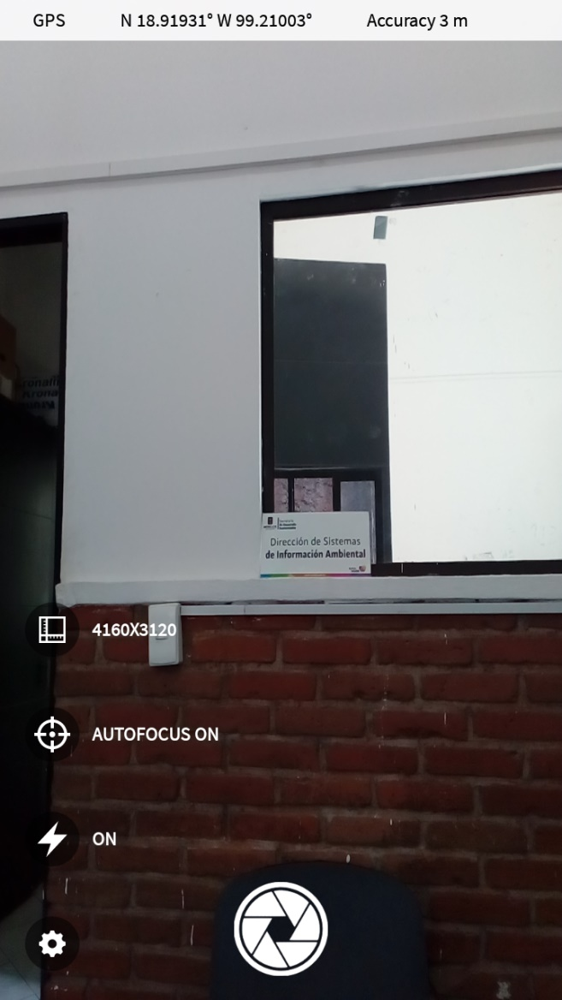 GPS N 18.91931° W 99.21003° Accuracy 3 m
Dirección de Sistemas
de Información Ambiental
4160X3120
AUTOFOCUS ON
ON